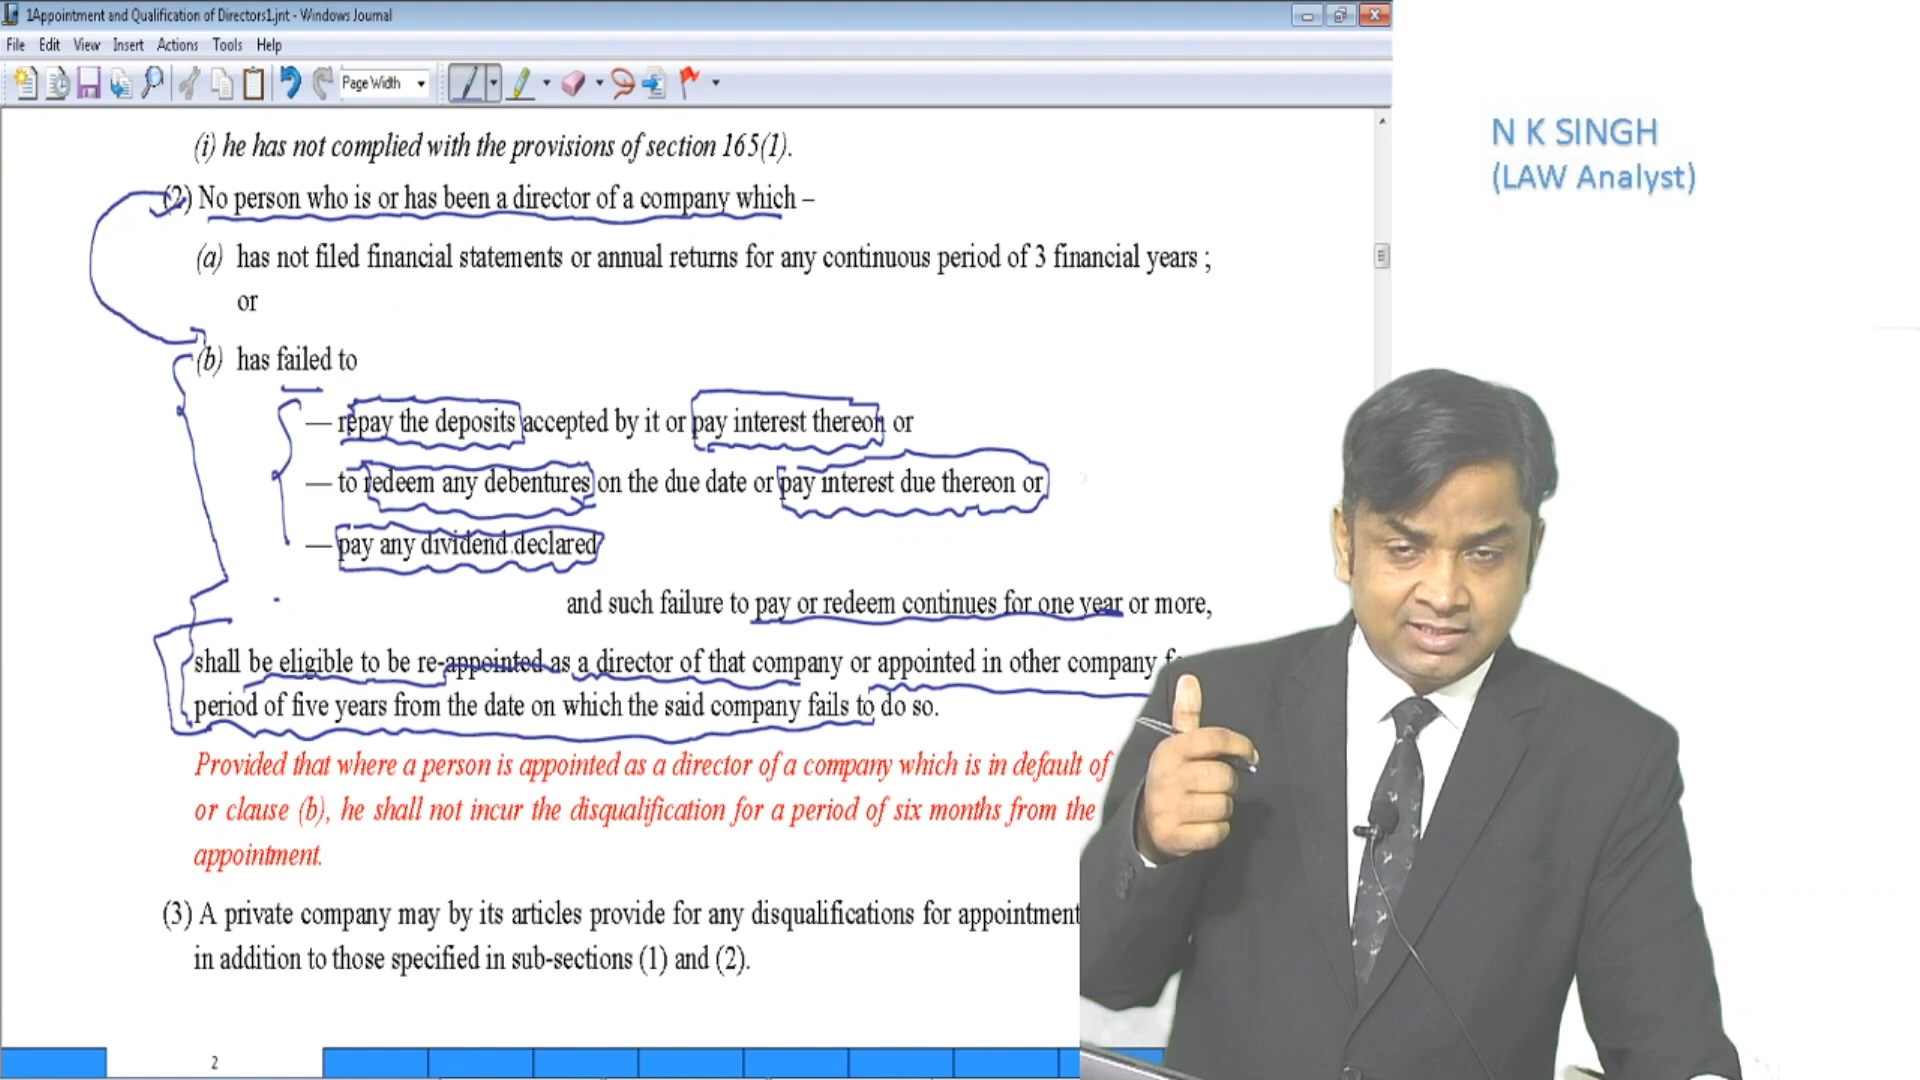 1Appointment and Qualification of Directors1.jnt - Windows Journal
File Edit View Insert Actions Tools Help
Page Width
N K SINGH
(LAW Analyst)
(i) he has not complied with the provisions of section 165(1).
(2) No person who is or has been a director of a company which –
(a) has not filed financial statements or annual returns for any continuous period of 3 financial years ;
or
(b) has failed to
— repay the deposits accepted by it or pay interest thereon or
— to redeem any debentures on the due date or pay interest due thereon or
— pay any dividend declared
and such failure to pay or redeem continues for one year or more,
shall be eligible to be re-appointed as a director of that company or appointed in other company
period of five years from the date on which the said company fails to do so.
Provided that where a person is appointed as a director of a company which is in default of
or clause (b), he shall not incur the disqualification for a period of six months from the
appointment.
(3) A private company may by its articles provide for any disqualifications for appointment
in addition to those specified in sub-sections (1) and (2).
2